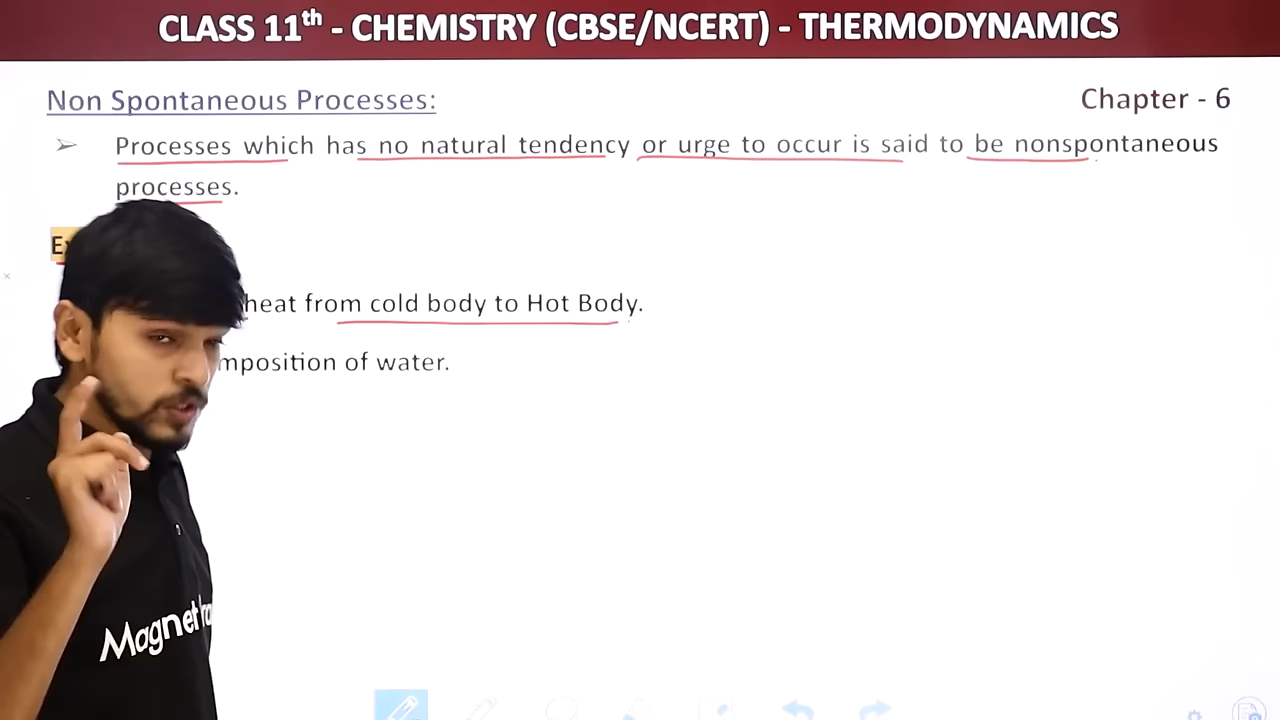 CLASS 11th - CHEMISTRY (CBSE/NCERT) - THERMODYNAMICS
Non Spontaneous Processes:
Chapter - 6
➢ Processes which has no natural tendency or urge to occur is said to be nonspontaneous
processes.
heat from cold body to Hot Body.
of water.
Magnet